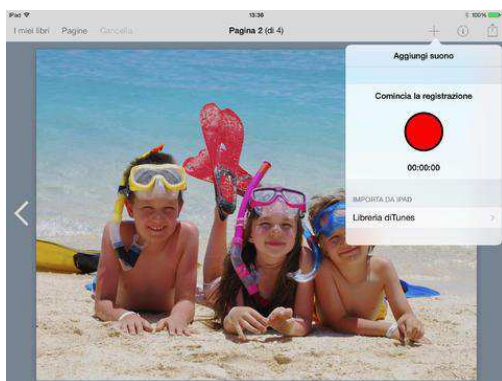 iPad 13:36 100%
I miei libri Pagine Cancella Pagina 2 (di 4)
Aggiungi suono
Comincia la registrazione
00:00:00
IMPORTA DA IPAD
Libreria diTunes